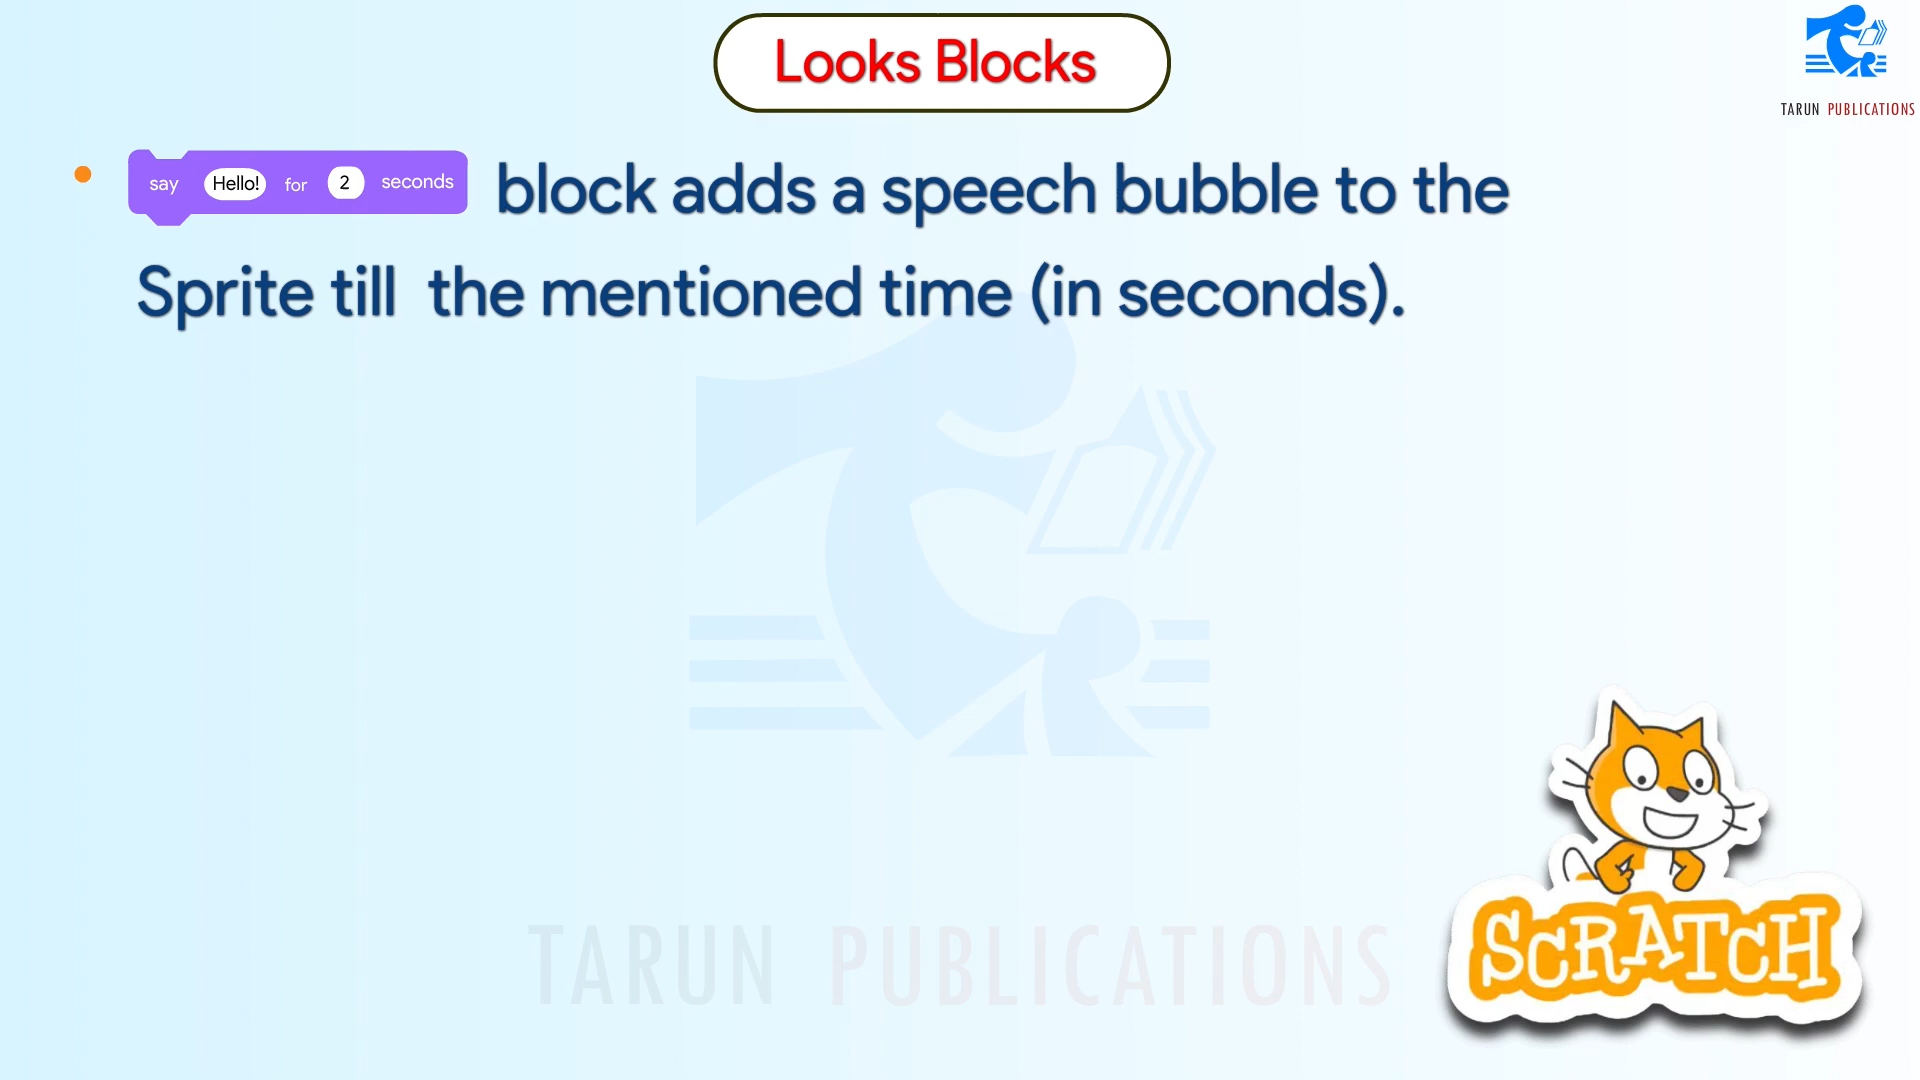 Looks Blocks
TARUN PUBLICATIONS
• say Hello! for 2 seconds block adds a speech bubble to the
Sprite till the mentioned time (in seconds).
SCRATCH
TARUN PUBLICATIONS